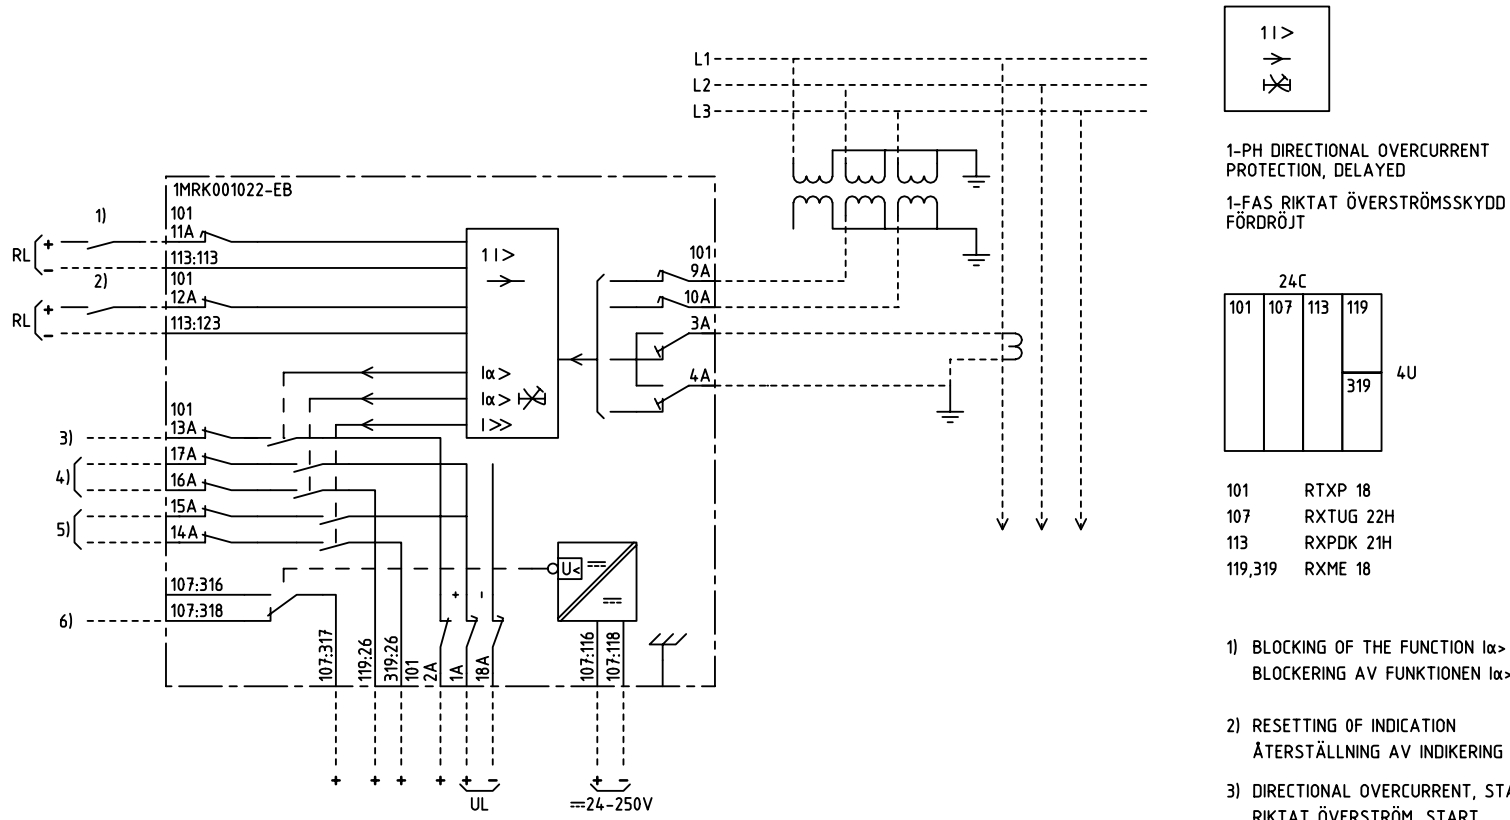 1MRK001022-EB
1)
101
11A
RL
+
-
113:113
2)
101
12A
RL
+
-
113:123
1I>
Iα>
Iα>
I>>
3)
101
13A
4)
17A
16A
5)
15A
14A
107:316
6)
107:318
107:317
119:26
319:26
101
2A
1A
18A
+
-
U<
107:116
107:118
+
+
+
+
+
-
UL
+
-
24-250V
L1
L2
L3
101
9A
10A
3A
4A
1I>
1-PH DIRECTIONAL OVERCURRENT
PROTECTION, DELAYED
1-FAS RIKTAT ÖVERSTRÖMSSKYDD
FÖRDRÖJT
24C
101 107 113 119
319
4U
101 RTXP 18
107 RXTUG 22H
113 RXPDK 21H
119,319 RXME 18
1) BLOCKING OF THE FUNCTION Iα>
BLOCKERING AV FUNKTIONEN Iα>
2) RESETTING OF INDICATION
ÅTERSTÄLLNING AV INDIKERING
3) DIRECTIONAL OVERCURRENT,
RIKTAT ÖVERSTRÖM, START